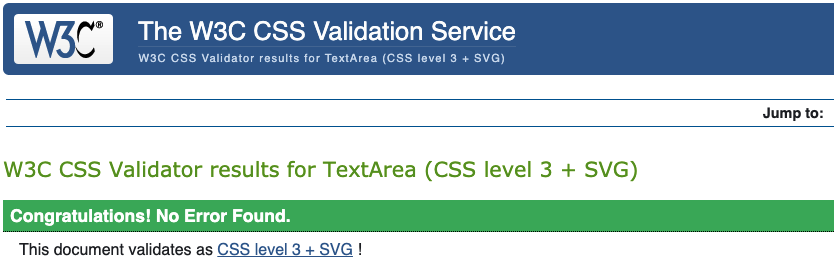 W3C®
The W3C CSS Validation Service
W3C CSS Validator results for TextArea (CSS level 3 + SVG)
Jump to:
W3C CSS Validator results for TextArea (CSS level 3 + SVG)
Congratulations! No Error Found.
This document validates as CSS level 3 + SVG !